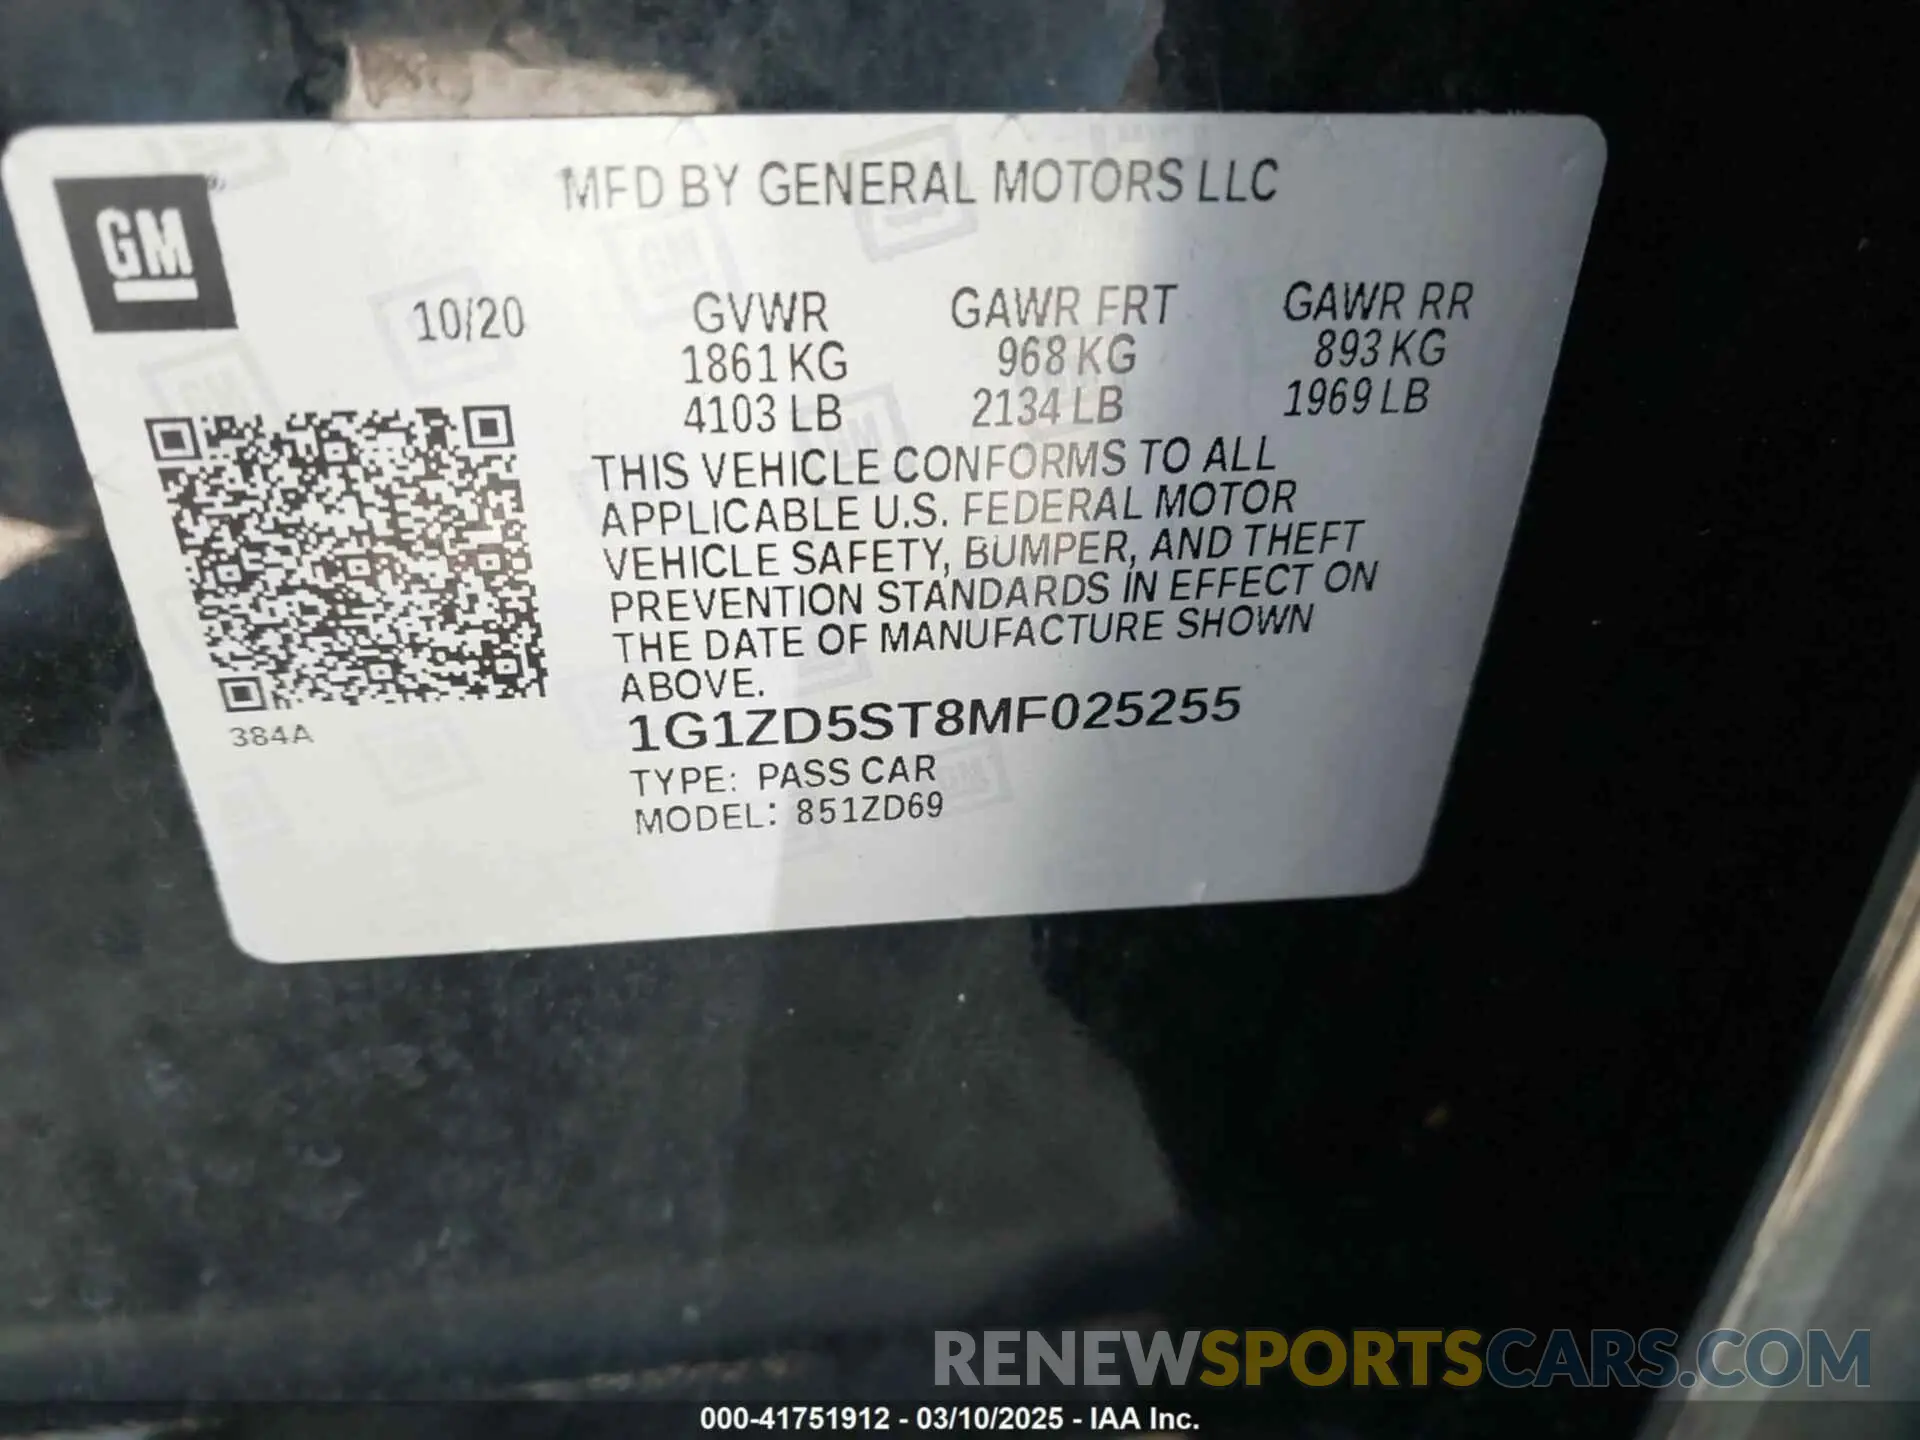 MFD BY GENERAL MOTORS LLC
GM
10/20
GVWR GAWR FRT GAWR RR
1861 KG 968 KG 893 KG
4103 LB 2134 LB 1969 LB
THIS VEHICLE CONFORMS TO ALL
APPLICABLE U.S. FEDERAL MOTOR
VEHICLE SAFETY, BUMPER, AND THEFT
PREVENTION STANDARDS IN EFFECT ON
THE DATE OF MANUFACTURE SHOWN
ABOVE.
384A
1G1ZD5ST8MF025255
TYPE: PASS CAR
MODEL: 851ZD69
RENEWSPORTSCARS.COM
000-41751912 - 03/10/2025 - IAA Inc.